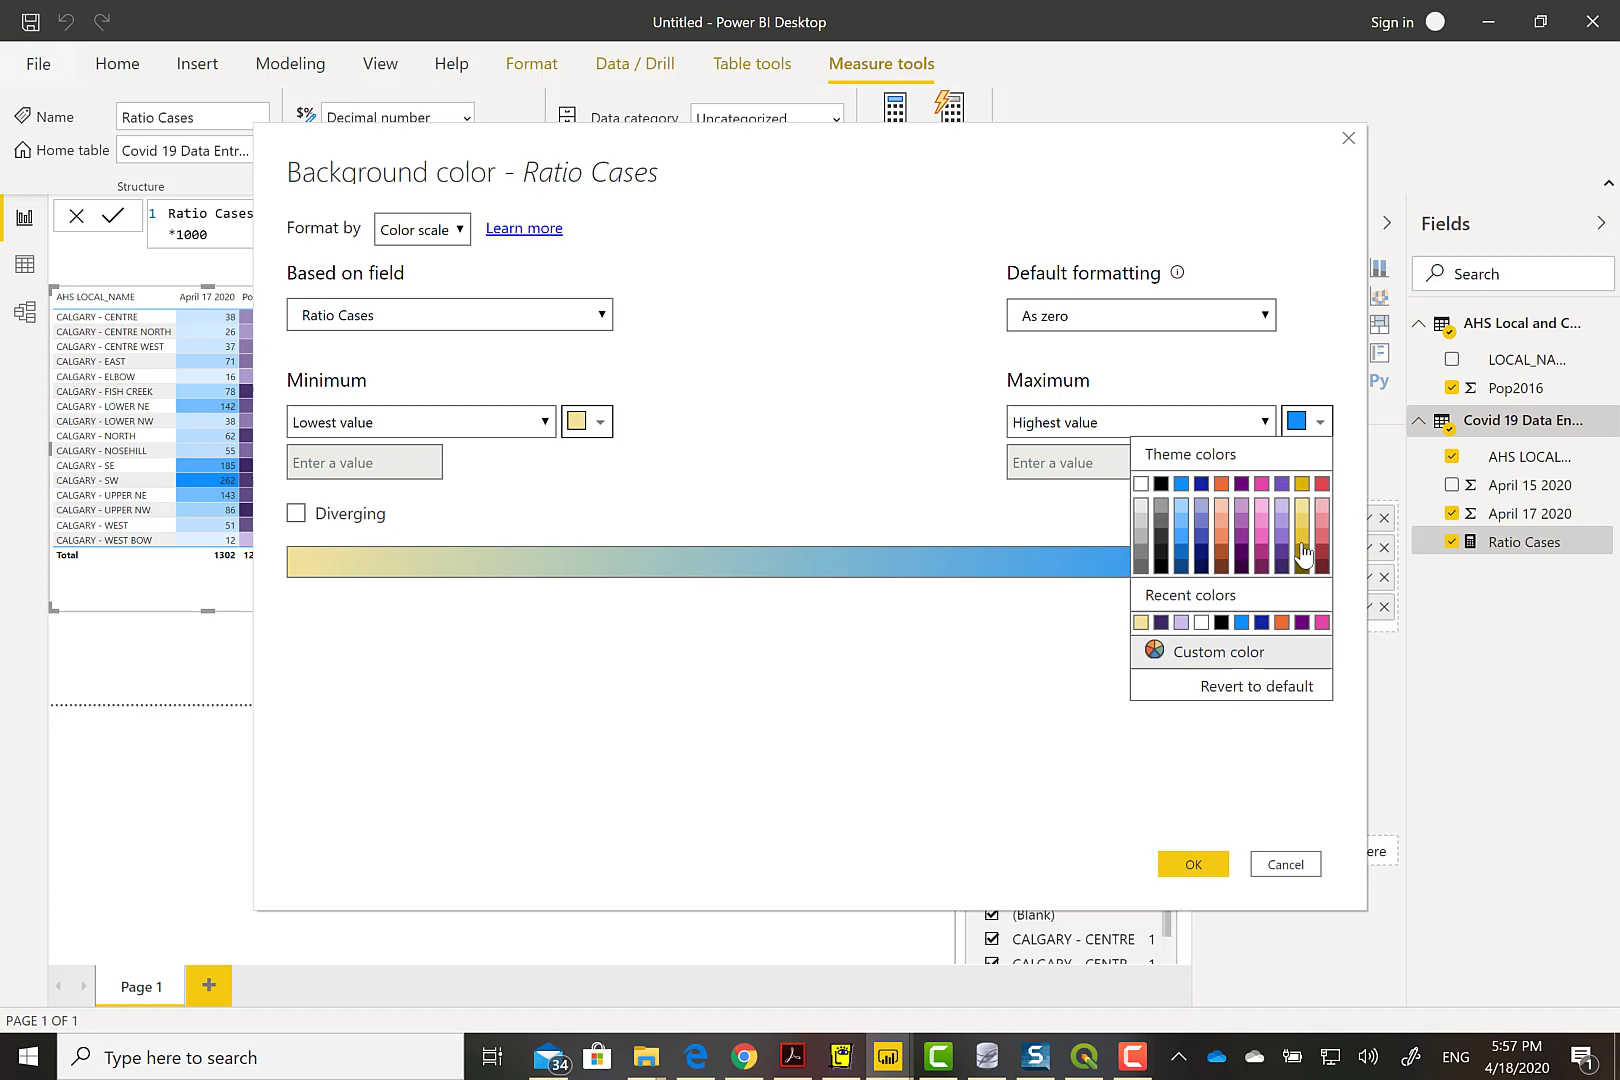 Untitled - Power BI Desktop
Sign in
File Home Insert Modeling View Help Format Data / Drill Table tools Measure tools
Name Ratio Cases
$% Decimal number
Data category Uncategorized
Home table Covid 19 Data Entr...
Structure
1 Ratio Cases
*1000
AHS LOCAL_NAME April 17 2020 Po
CALGARY - CENTRE 38
CALGARY - CENTRE NORTH 26
CALGARY - CENTRE WEST 37
CALGARY - EAST 71
CALGARY - ELBOW 16
CALGARY - FISH CREEK 78
CALGARY - LOWER NE 142
CALGARY - LOWER NW 38
CALGARY - NORTH 62
CALGARY - NOSEHILL 55
CALGARY - SE 185
CALGARY - SW 262
CALGARY - UPPER NE 143
CALGARY - UPPER NW 86
CALGARY - WEST 51
CALGARY - WEST BOW 12
Total 1302 12
Background color - Ratio Cases
Format by Color scale Learn more
Based on field
Ratio Cases
Default formatting
As zero
Minimum
Lowest value
Enter a value
Maximum
Highest value
Enter a value
Diverging
Theme colors
Recent colors
Custom color
Revert to default
OK Cancel
Fields
Search
AHS Local and C...
LOCAL_NA...
Σ Pop2016
Covid 19 Data En...
AHS LOCAL...
Σ April 15 2020
Σ April 17 2020
Ratio Cases
Py
ere
(Blank)
CALGARY - CENTRE 1
Page 1
PAGE 1 OF 1
Type here to search
34
ENG
5:57 PM
4/18/2020
1